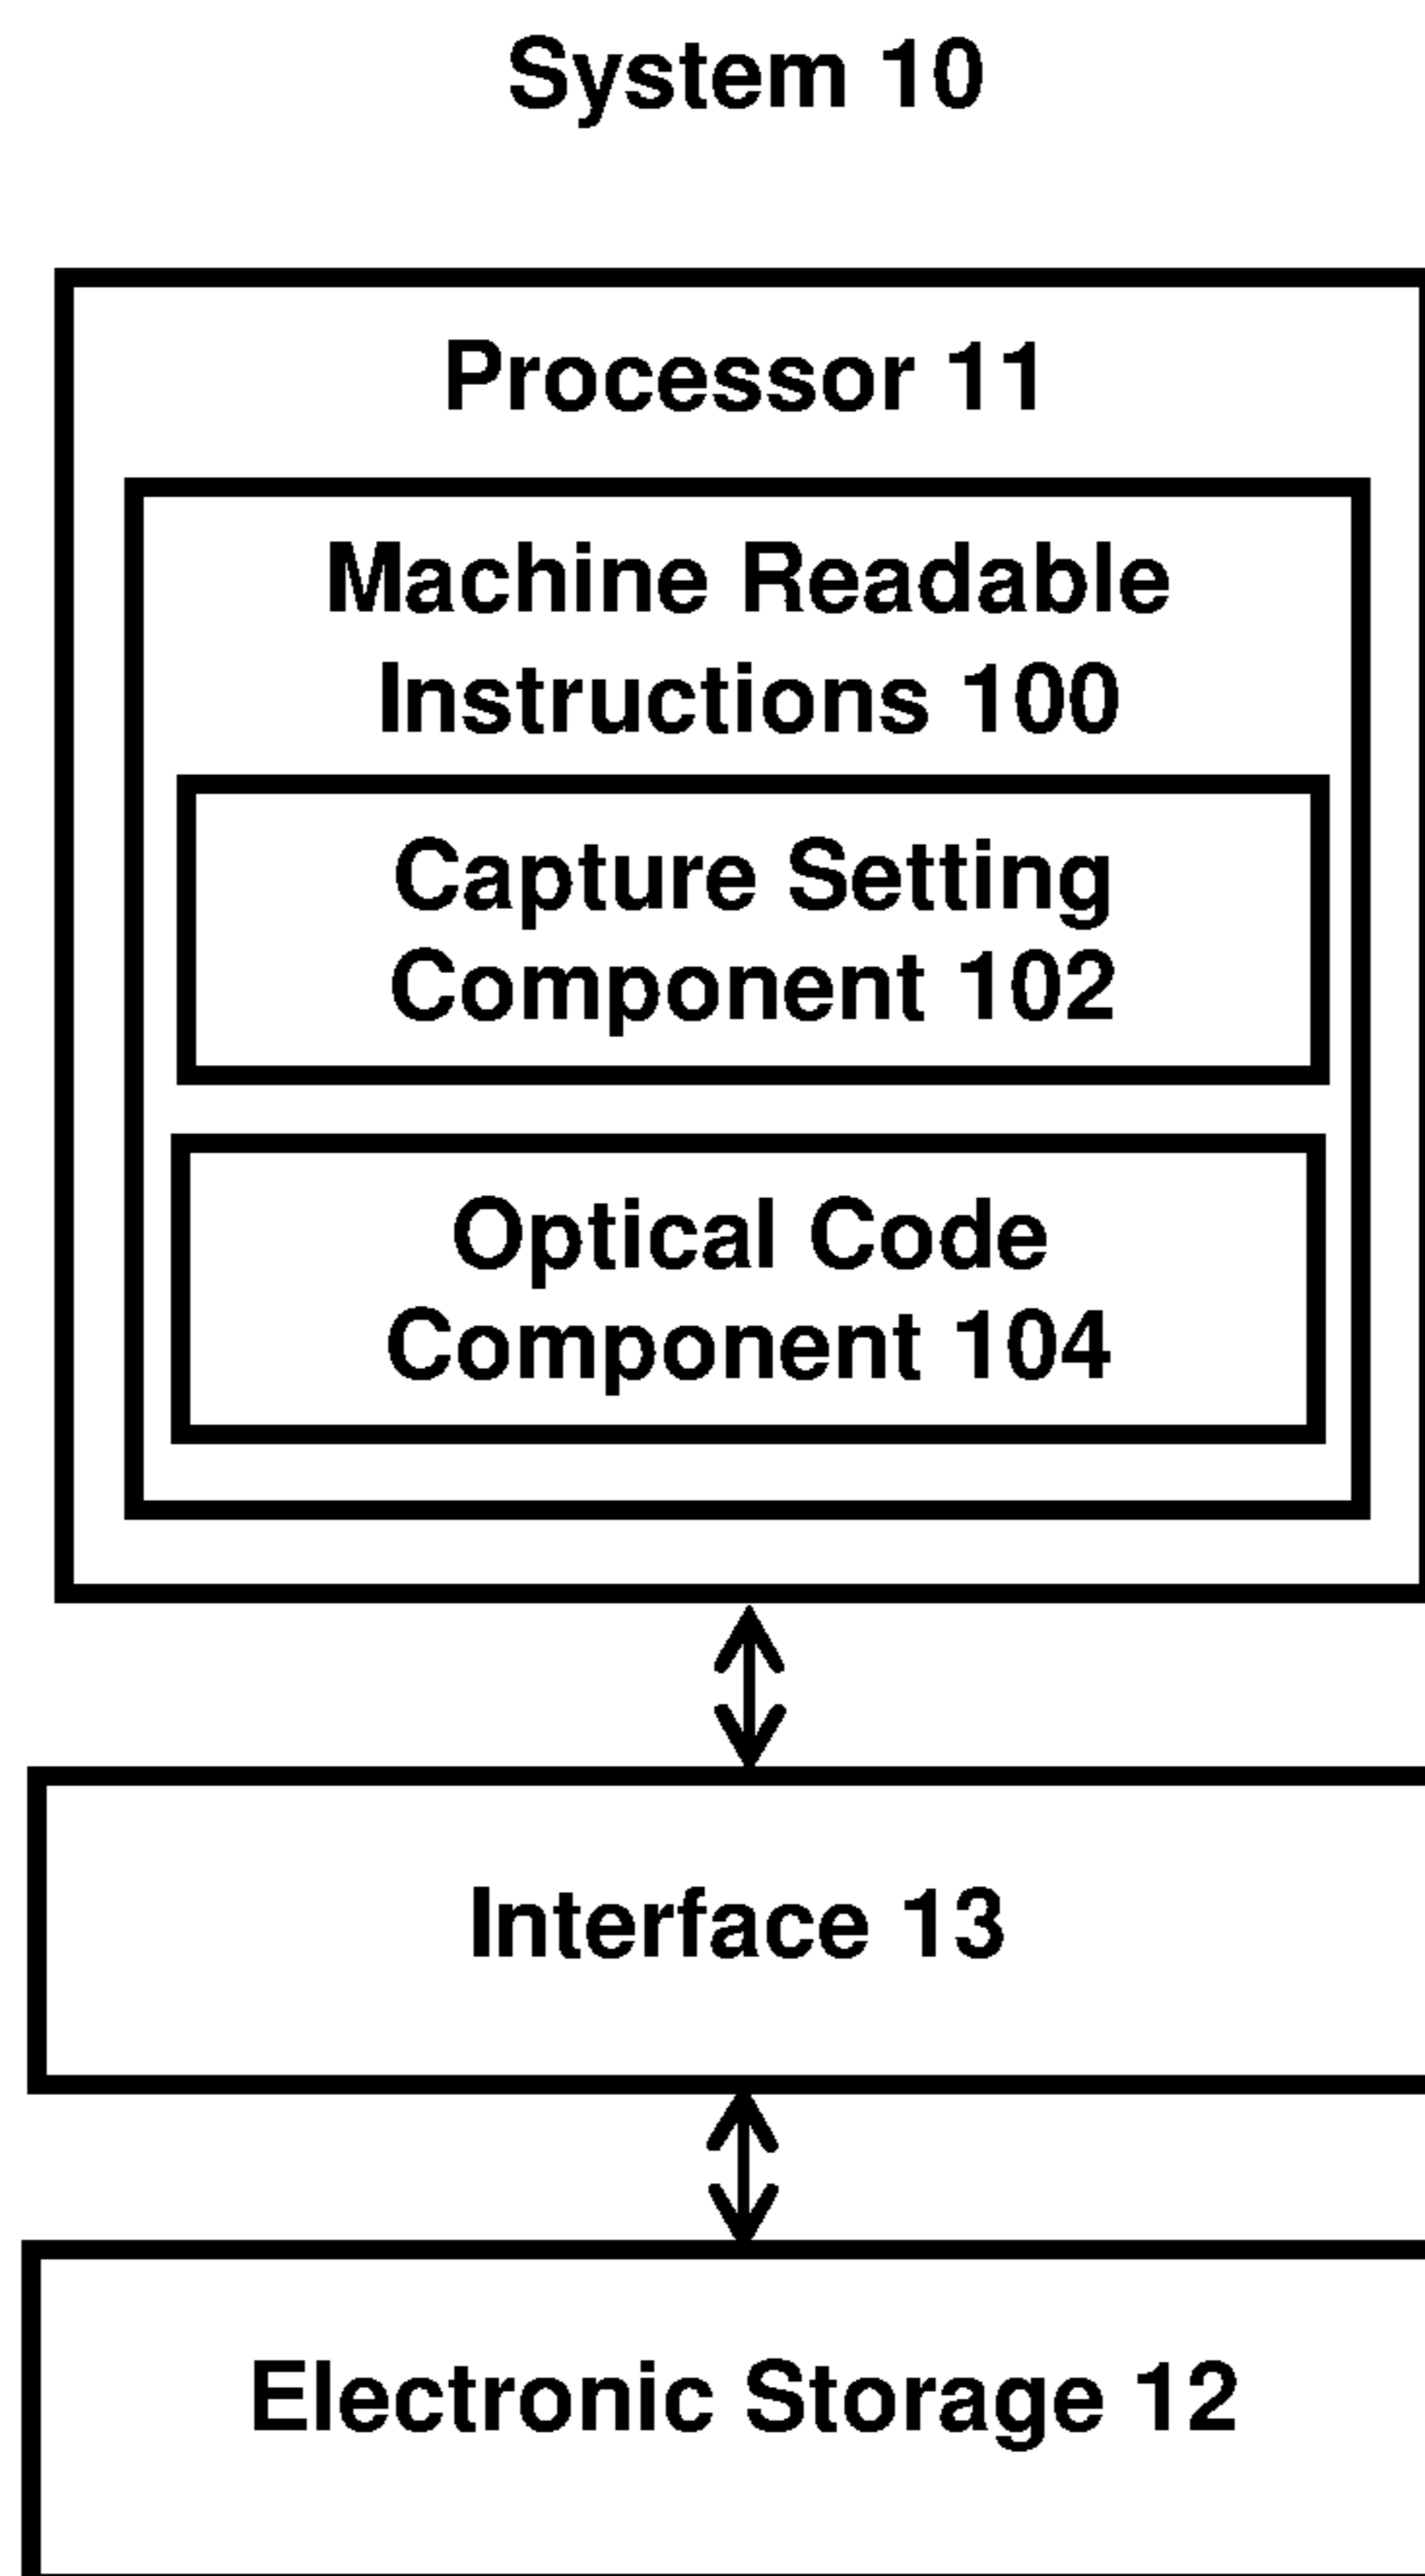 System 10
Processor 11
Machine Readable
Instructions 100
Capture Setting
Component 102
Optical Code
Component 104
Interface 13
Electronic Storage 12